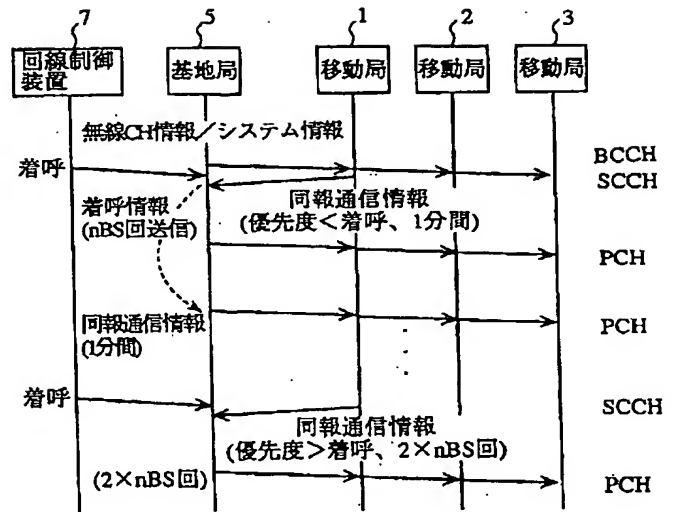 7
5
1
2
3
回線制御
装置
基地局
移動局
移動局
移動局
無線CH情報／システム情報
着呼
BCCH
SCCH
着呼情報
(nBS回送信)
同報通信情報
(優先度＜着呼、1分間)
PCH
同報通信情報
(1分間)
PCH
着呼
SCCH
同報通信情報
(優先度＞着呼、2×nBS回)
(2×nBS回)
PCH